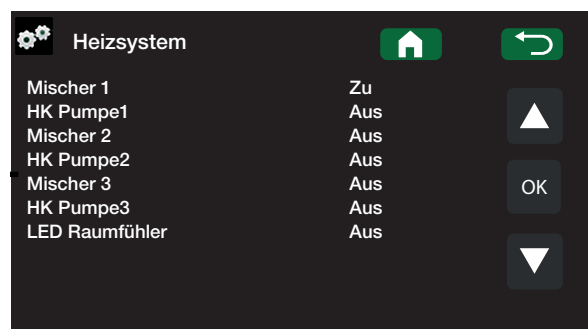 Heizsystem
Mischer 1 Zu
HK Pumpe1 Aus
Mischer 2 Aus
HK Pumpe2 Aus
Mischer 3 Aus
OK
HK Pumpe3 Aus
LED Raumfühler Aus